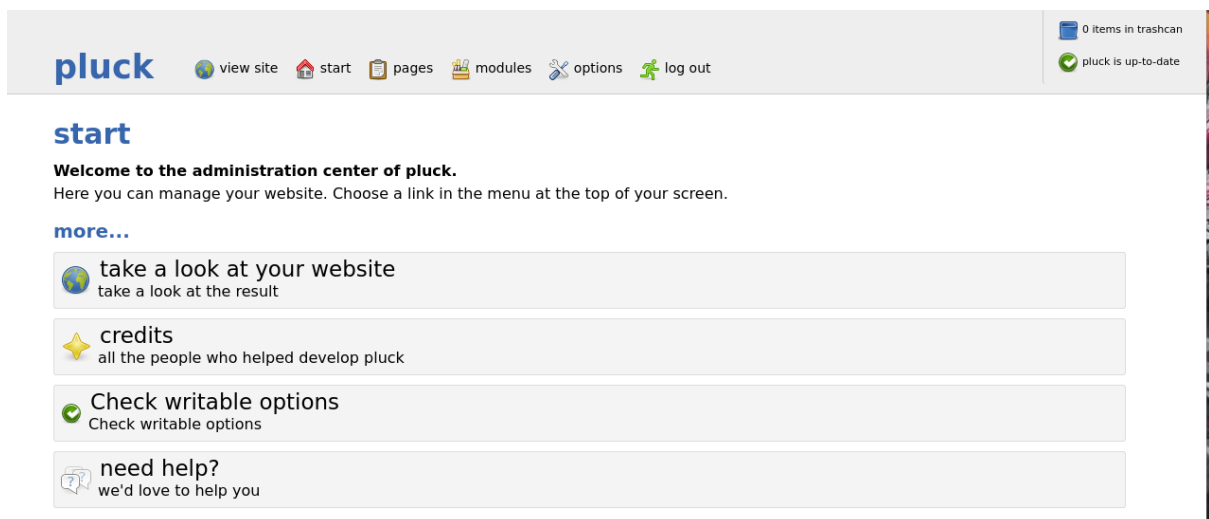 0 items in trashcan
pluck view site start pages modules options log out
pluck is up-to-date
start
Welcome to the administration center of pluck.
Here you can manage your website. Choose a link in the menu at the top of your screen.
more...
take a look at your website
take a look at the result
credits
all the people who helped develop pluck
Check writable options
Check writable options
need help?
we'd love to help you